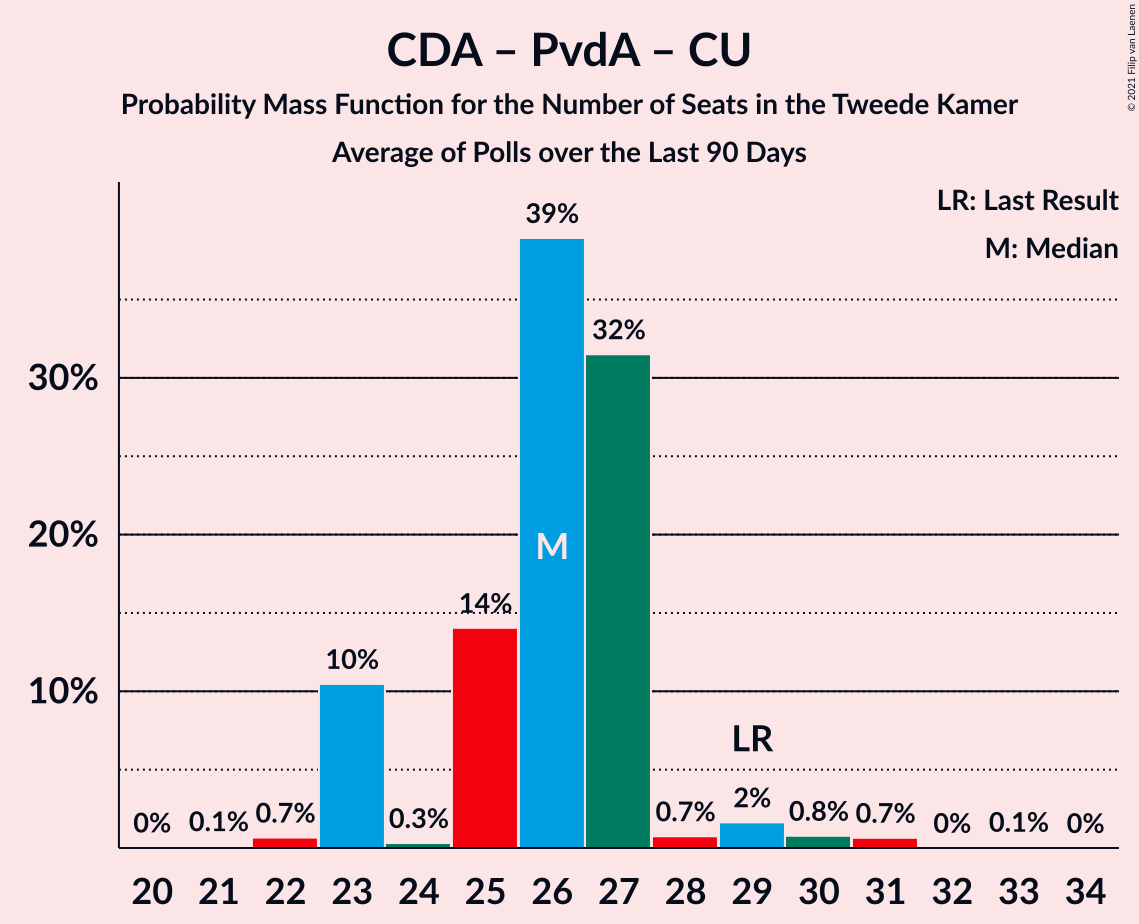 CDA – PvdA – CU
Probability Mass Function for the Number of Seats in the Tweede Kamer
Average of Polls over the Last 90 Days
© 2021 Filip van Laenen
LR: Last Result
M: Median
39%
32%
30%
20%
M
14%
10%
10%
LR
0% 0.1% 0.7% 0.3% 0.7% 2% 0.8% 0.7% 0% 0.1% 0%
20 21 22 23 24 25 26 27 28 29 30 31 32 33 34